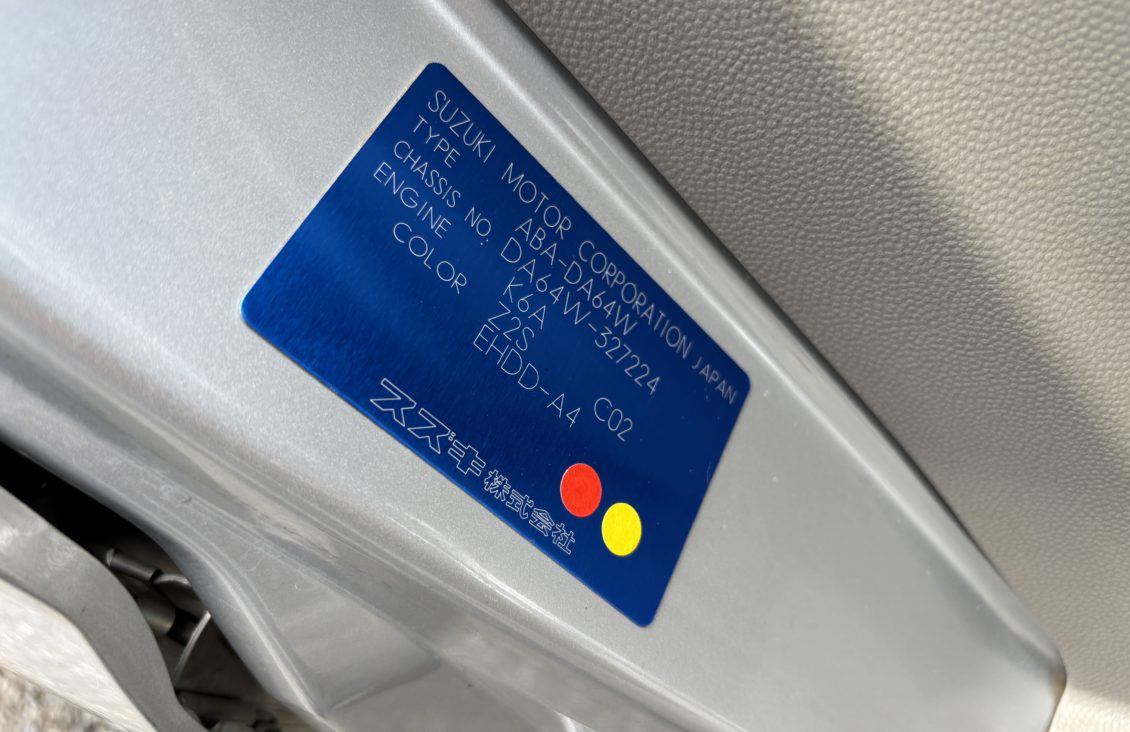 SUZUKI MOTOR CORPORATION JAPAN
TYPE ABA-DA64W
CHASSIS NO. DA64W-327224
ENGINE K6A
COLOR Z2S C02
EHDD-A4
スズキ株式会社